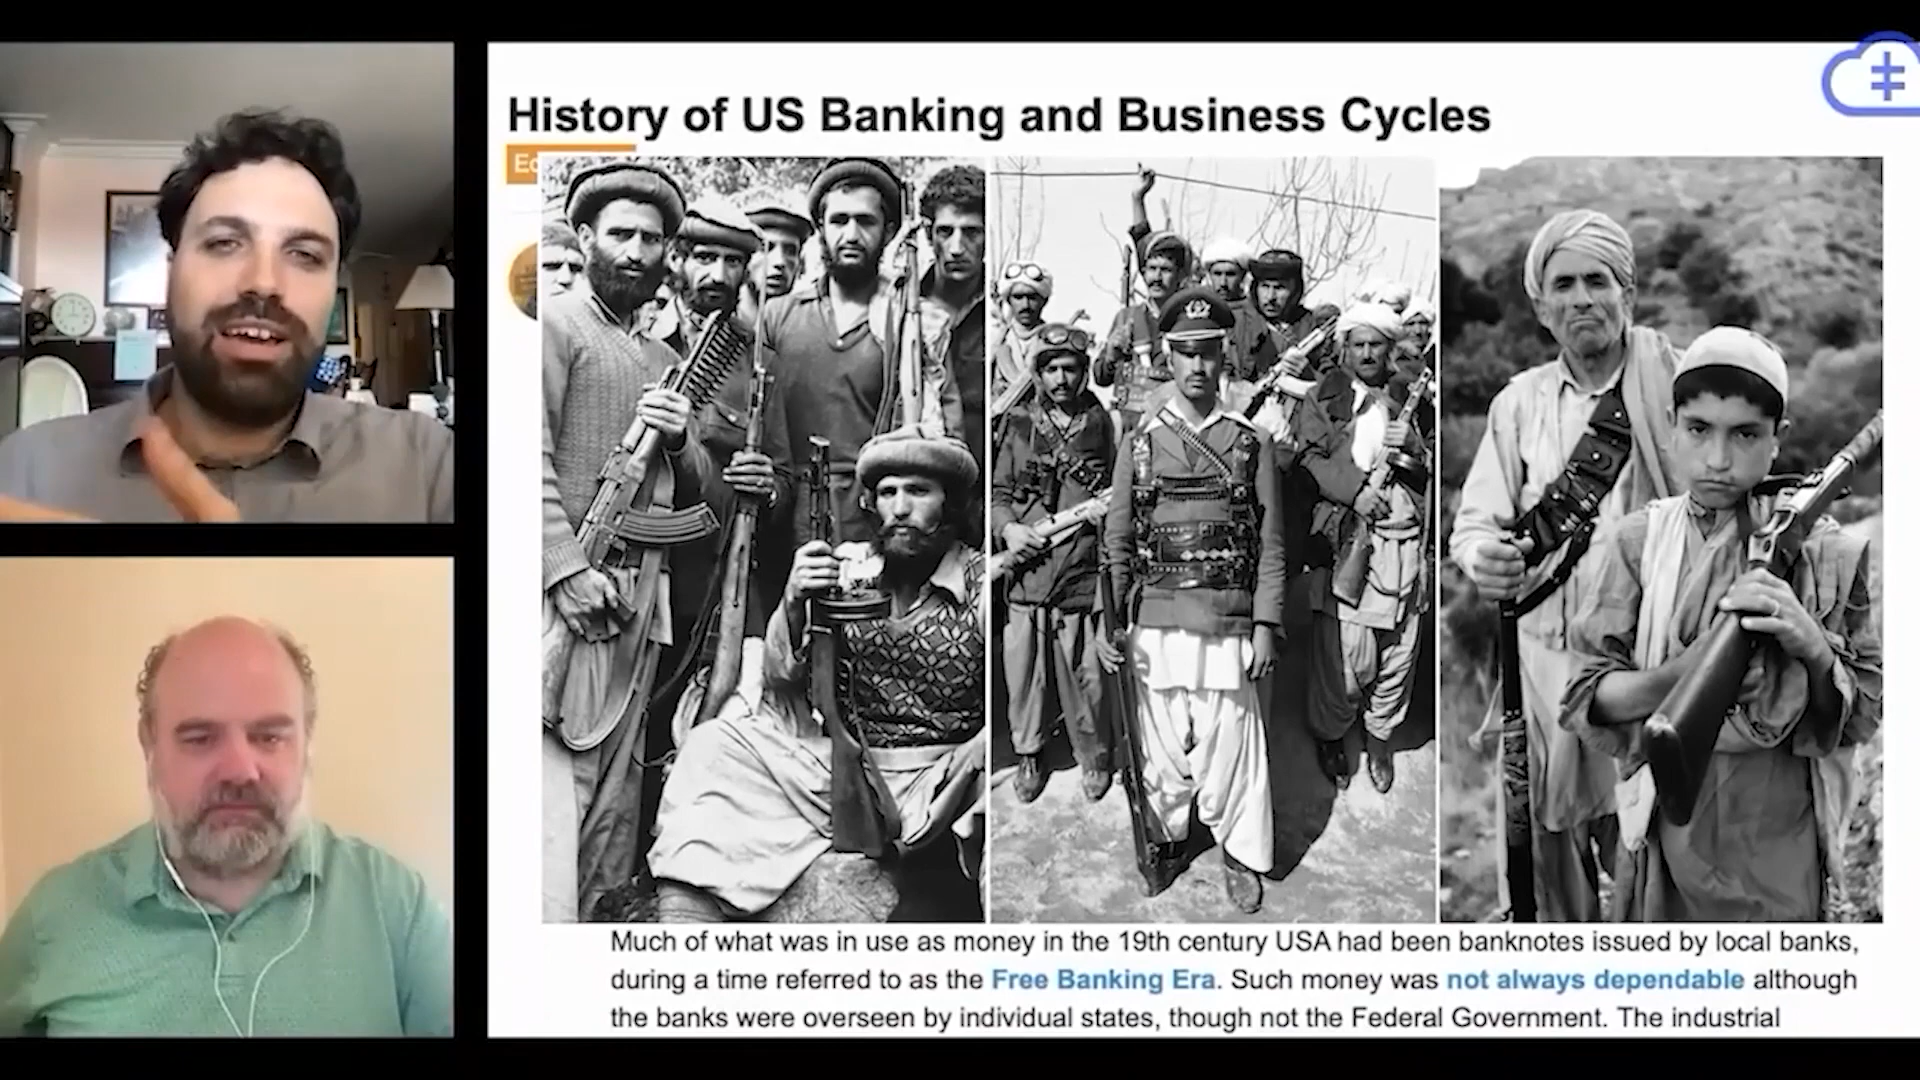 History of US Banking and Business Cycles
Much of what was in use as money in the 19th century USA had been banknotes issued by local banks,
during a time referred to as the Free Banking Era. Such money was not always dependable although
the banks were overseen by individual states, though not the Federal Government. The industrial